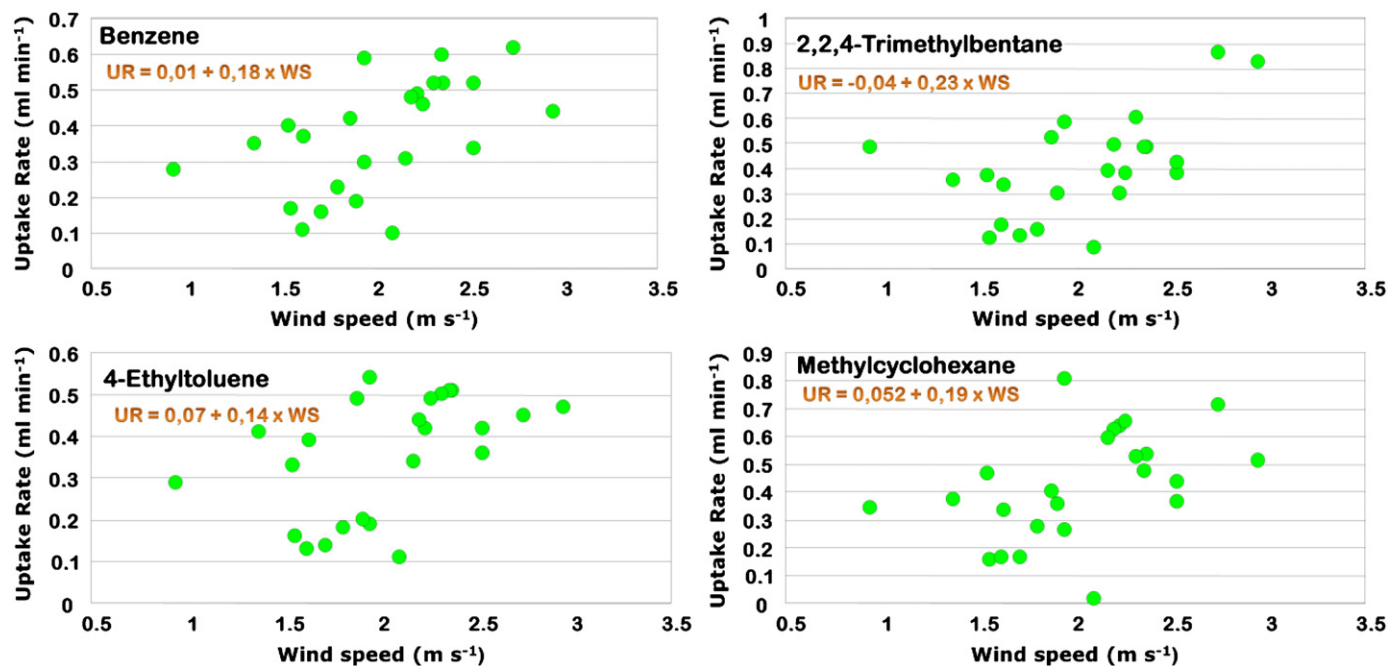 Benzene
UR = 0,01 + 0,18 x WS
Uptake Rate (ml min⁻¹)
0.7
0.6
0.5
0.4
0.3
0.2
0.1
0
0.5 1 1.5 2 2.5 3 3.5
Wind speed (m s⁻¹)
2,2,4-Trimethylbentane
UR = -0,04 + 0,23 x WS
Uptake Rate (ml min⁻¹)
1
0.9
0.8
0.7
0.6
0.5
0.4
0.3
0.2
0.1
0
0.5 1 1.5 2 2.5 3 3.5
Wind speed (m s⁻¹)
4-Ethyltoluene
UR = 0,07 + 0,14 x WS
Uptake Rate (ml min⁻¹)
0.6
0.5
0.4
0.3
0.2
0.1
0
0.5 1 1.5 2 2.5 3 3.5
Wind speed (m s⁻¹)
Methylcyclohexane
UR = 0,052 + 0,19 x WS
Uptake Rate (ml min⁻¹)
0.9
0.8
0.7
0.6
0.5
0.4
0.3
0.2
0.1
0
0.5 1 1.5 2 2.5 3 3.5
Wind speed (m s⁻¹)